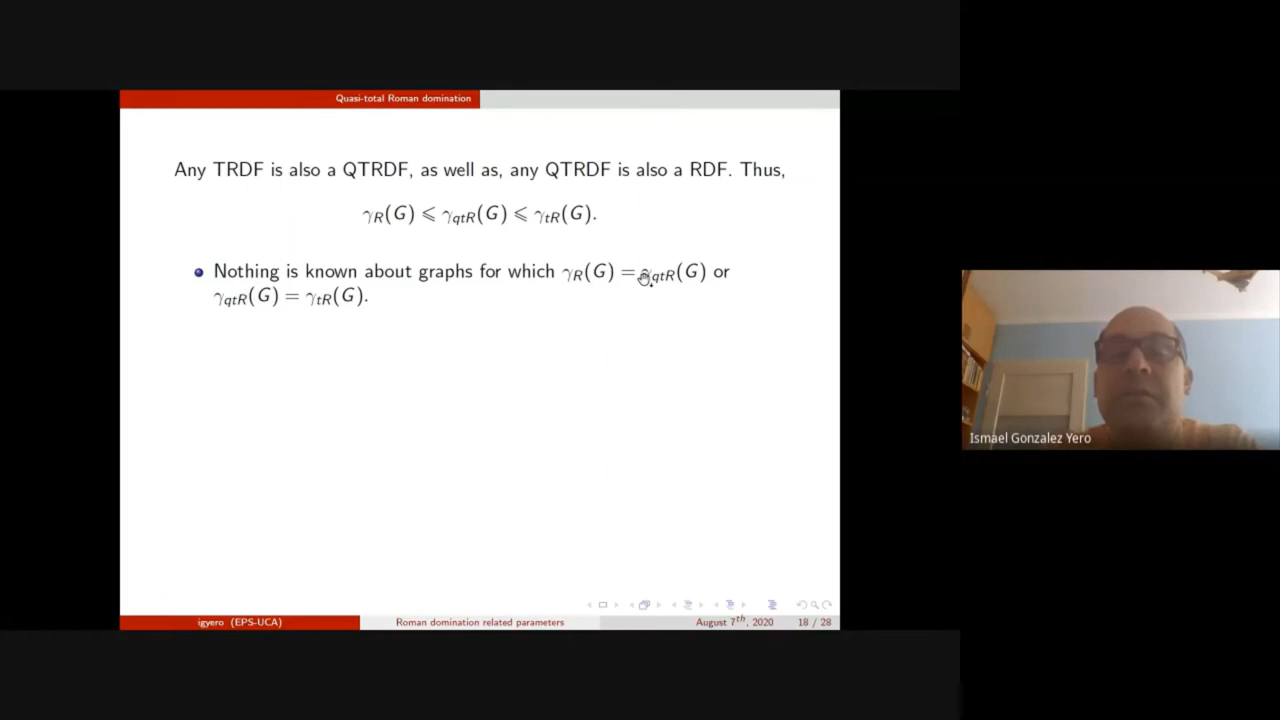 Quasi-total Roman domination
Any TRDF is also a QTRDF, as well as, any QTRDF is also a RDF. Thus,
γR(G) ⩽ γqtR(G) ⩽ γtR(G).
Nothing is known about graphs for which γR(G) = γqtR(G) or
γqtR(G) = γtR(G).
Ismael Gonzalez Yero
igyero (EPS-UCA)
Roman domination related parameters
August 7th, 2020
18 / 28